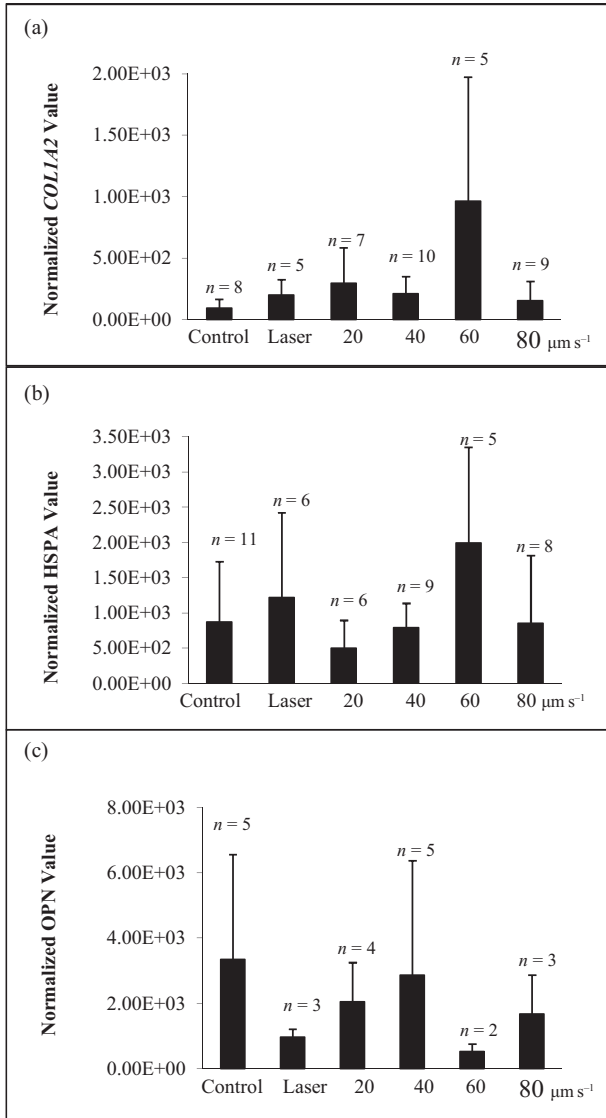 (a)
Normalized COL1A2 Value
2.00E+03
1.50E+03
1.00E+03
5.00E+02
0.00E+00
n = 8
n = 5
n = 7
n = 10
n = 5
n = 9
Control Laser 20 40 60 80 μm s⁻¹
(b)
Normalized HSPA Value
3.50E+03
3.00E+03
2.50E+03
2.00E+03
1.50E+03
1.00E+03
5.00E+02
0.00E+00
n = 11
n = 6
n = 6
n = 9
n = 5
n = 8
Control Laser 20 40 60 80 μm s⁻¹
(c)
Normalized OPN Value
8.00E+03
6.00E+03
4.00E+03
2.00E+03
0.00E+00
n = 5
n = 3
n = 4
n = 5
n = 2
n = 3
Control Laser 20 40 60 80 μm s⁻¹